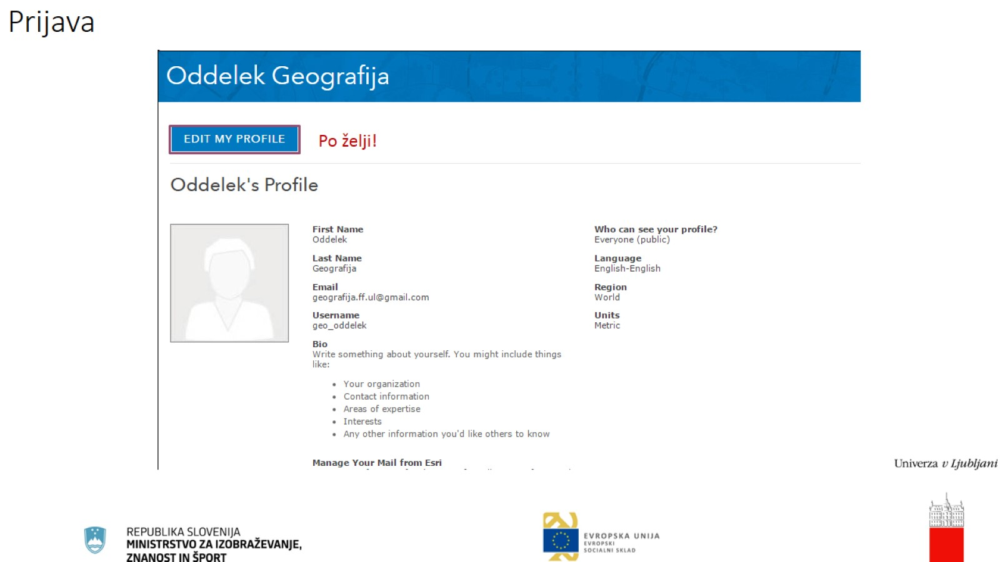 Prijava
Oddelek Geografija
EDIT MY PROFILE
Po želji!
Oddelek's Profile
First Name
Oddelek
Last Name
Geografija
Email
geografija.ff.ul@gmail.com
Username
geo_oddelek
Bio
Write something about yourself. You might include things
like:
• Your organization
• Contact information
• Areas of expertise
• Interests
• Any other information you'd like others to know
Manage Your Mail from Esri
Who can see your profile?
Everyone (public)
Language
English-English
Region
World
Units
Metric
Univerza v Ljubljani
REPUBLIKA SLOVENIJA
MINISTRSTVO ZA IZOBRAŽEVANJE,
ZNANOST IN ŠPORT
EVROPSKA UNIJA
EVROPSKI
SOCIALNI SKLAD